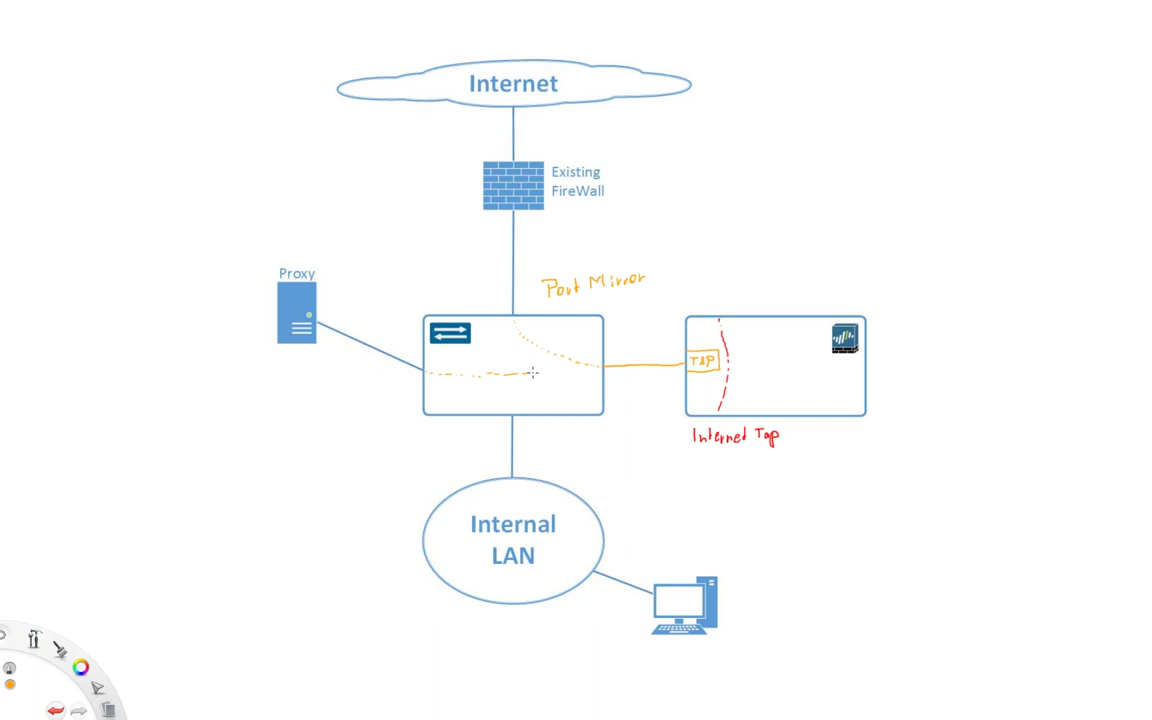 Internet
Existing
FireWall
Proxy
Port Mirror
TAP
Internet Tap
Internal
LAN